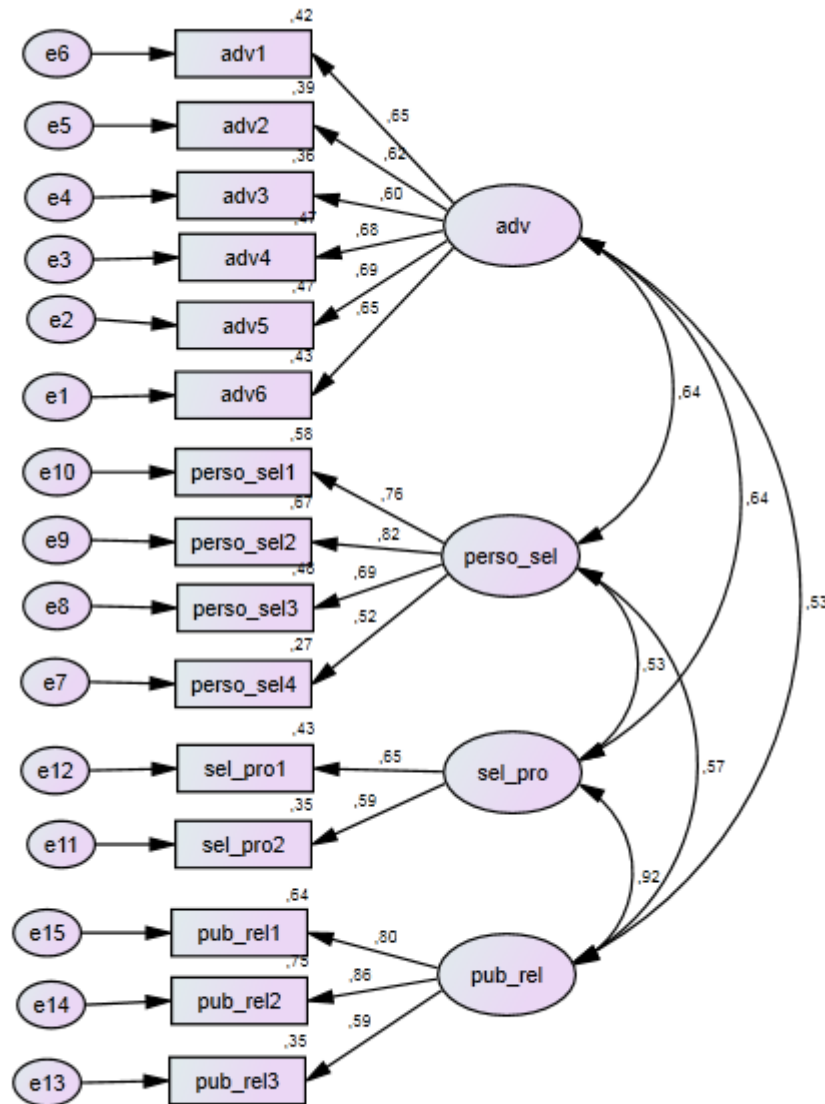 ,42
e6 adv1
,39 ,65
e5 adv2
,36 ,62
e4 adv3 ,60
,47 ,68 adv
e3 adv4
,47 ,69
e2 adv5 ,65
,43
e1 adv6
,58 ,64
e10 perso_sel1
,67 ,76 ,64
e9 perso_sel2 ,82
,48 ,69 perso_sel
e8 perso_sel3 ,53
,27 ,52
e7 perso_sel4 ,53
,43
e12 sel_pro1 ,65 sel_pro ,57
,35 ,59
e11 sel_pro2
,64 ,92
e15 pub_rel1 ,80
,75 ,86 pub_rel
e14 pub_rel2
,35 ,59
e13 pub_rel3